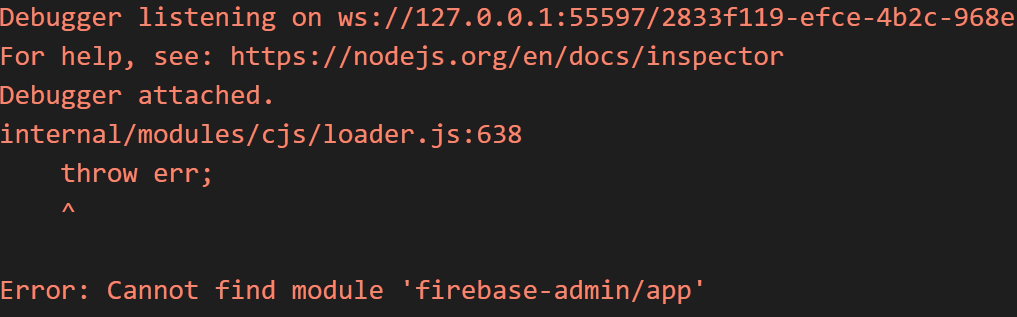 Debugger listening on ws://127.0.0.1:55597/2833f119-efce-4b2c-968e
For help, see: https://nodejs.org/en/docs/inspector
Debugger attached.
internal/modules/cjs/loader.js:638
    throw err;
    ^
Error: Cannot find module 'firebase-admin/app'